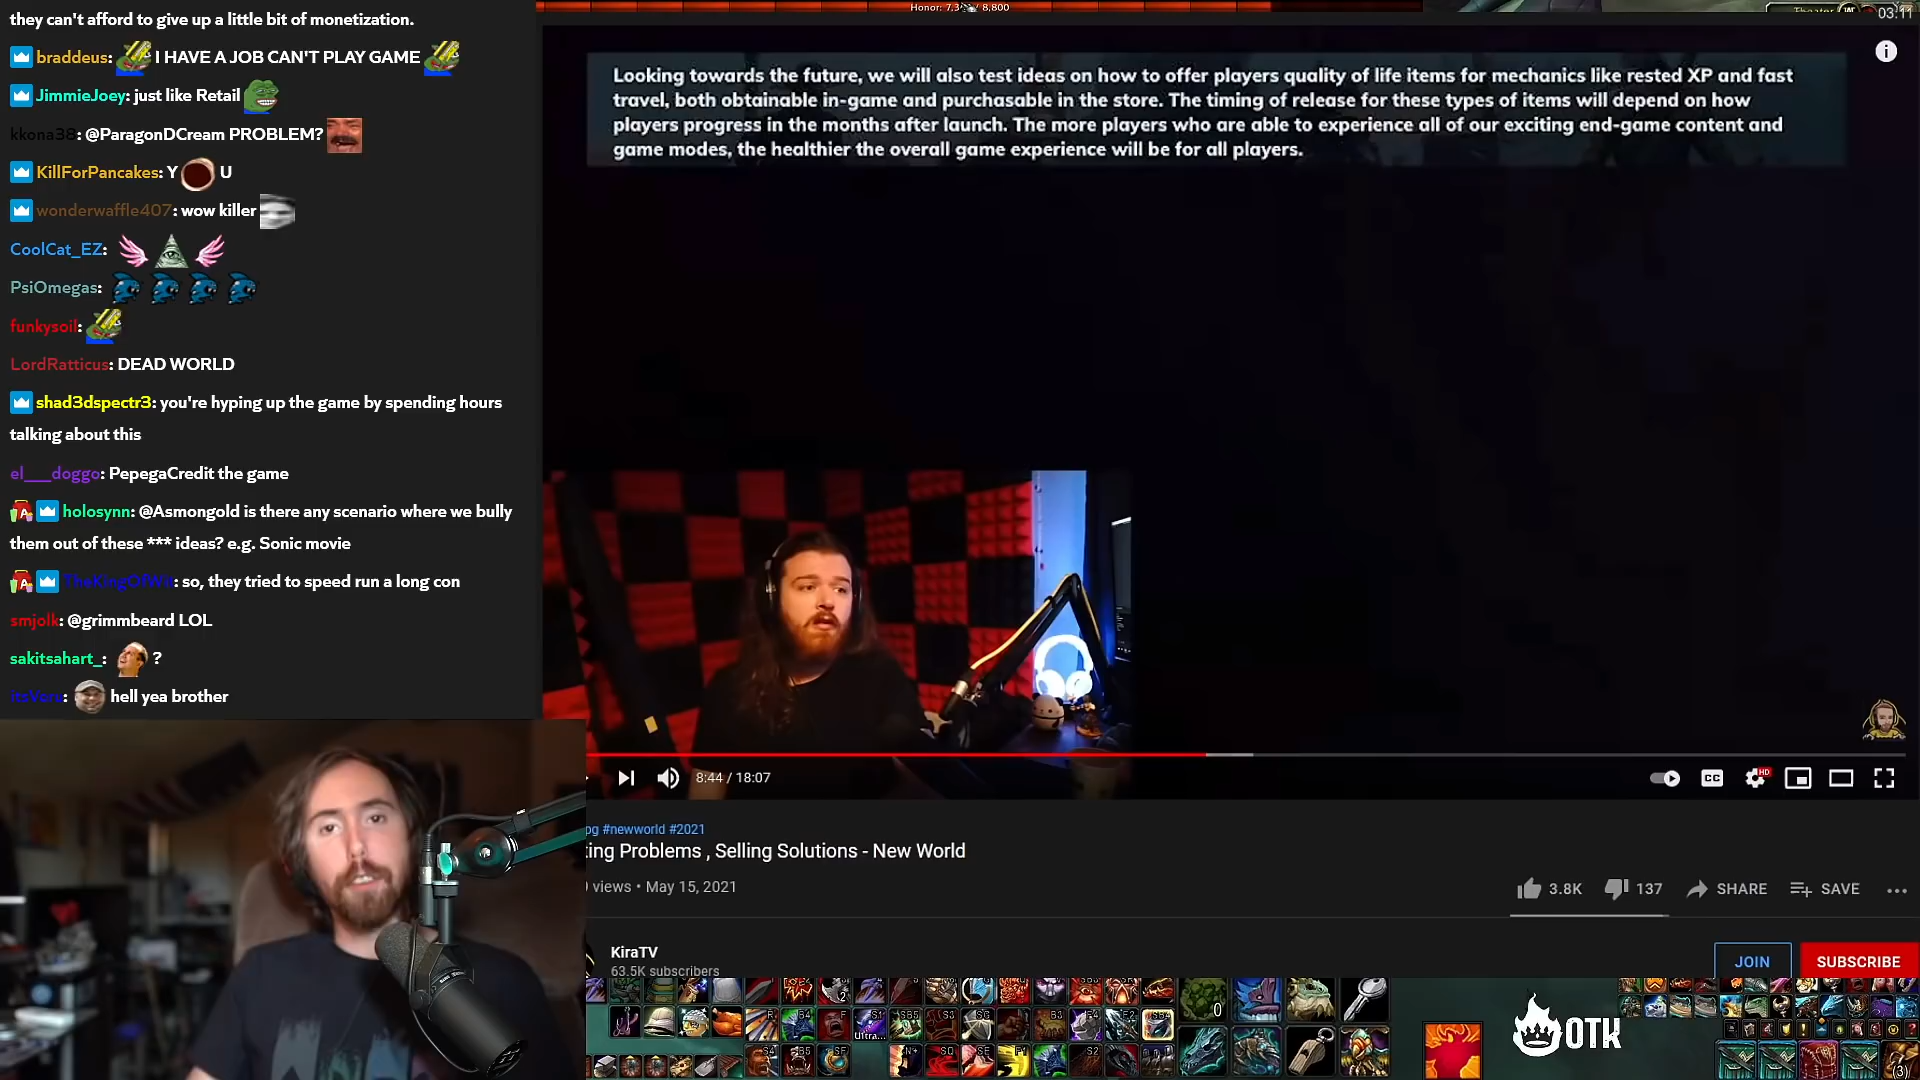 they can't afford to give up a little bit of monetization.
braddeus: I HAVE A JOB CAN'T PLAY GAME
JimmieJoey: just like Retail
kkona38: @ParagonDCream PROBLEM?
KillForPancakes: Y U
wonderwaffle407: wow killer
CoolCat_EZ:
PsiOmegas:
funkysoil:
LordRatticus: DEAD WORLD
shad3dspectr3: you're hyping up the game by spending hours
talking about this
el___doggo: PepegaCredit the game
holosynn: @Asmongold is there any scenario where we bully
them out of these *** ideas? e.g. Sonic movie
TheKingOfWit: so, they tried to speed run a long con
smjolk: @grimmbeard LOL
sakitsahart_: ?
itsVoru: hell yea brother
Honor: 8,800
03:11
Looking towards the future, we will also test ideas on how to offer players quality of life items for mechanics like rested XP and fast
travel, both obtainable in-game and purchasable in the store. The timing of release for these types of items will depend on how
players progress in the months after launch. The more players who are able to experience all of our exciting end-game content and
game modes, the healthier the overall game experience will be for all players.
8:44 / 18:07
CC
HD
pg #newworld #2021
ing Problems , Selling Solutions - New World
views • May 15, 2021
3.8K
137
SHARE
SAVE
KiraTV
63.5K subscribers
JOIN
SUBSCRIBE
OTK